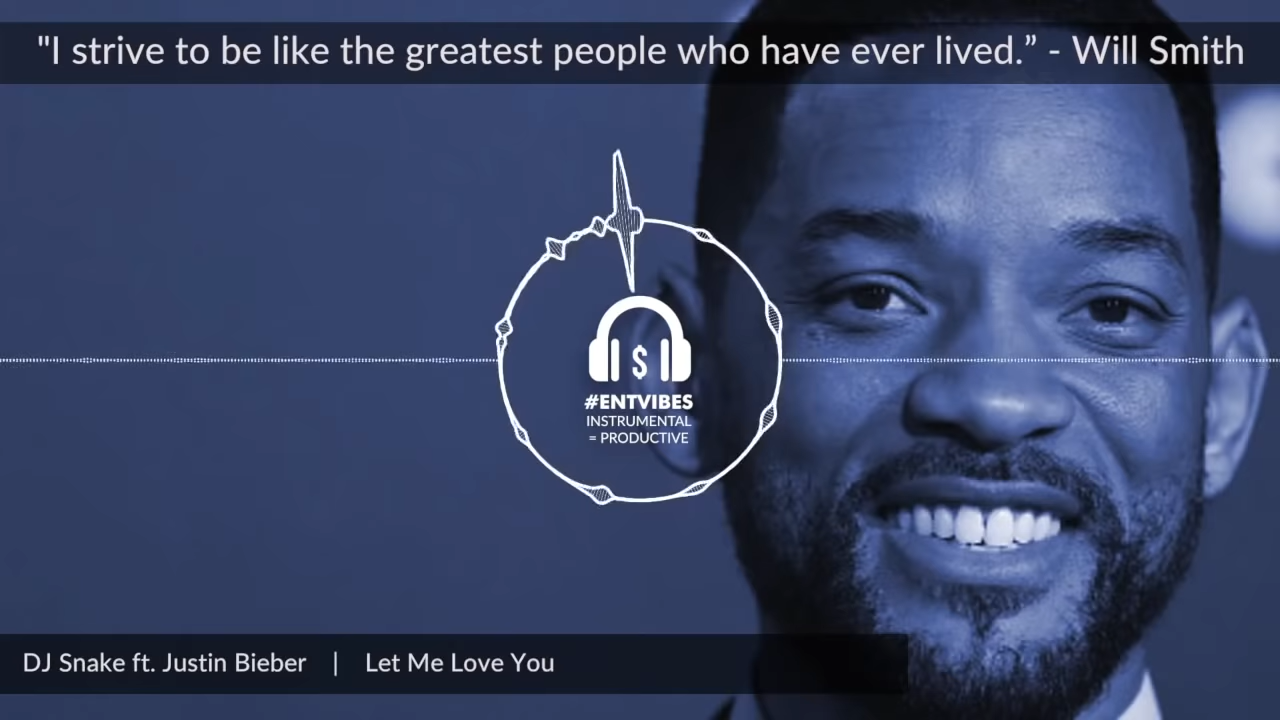 "I strive to be like the greatest people who have ever lived.” - Will Smith
$
#ENTVIBES
INSTRUMENTAL
= PRODUCTIVE
DJ Snake ft. Justin Bieber | Let Me Love You